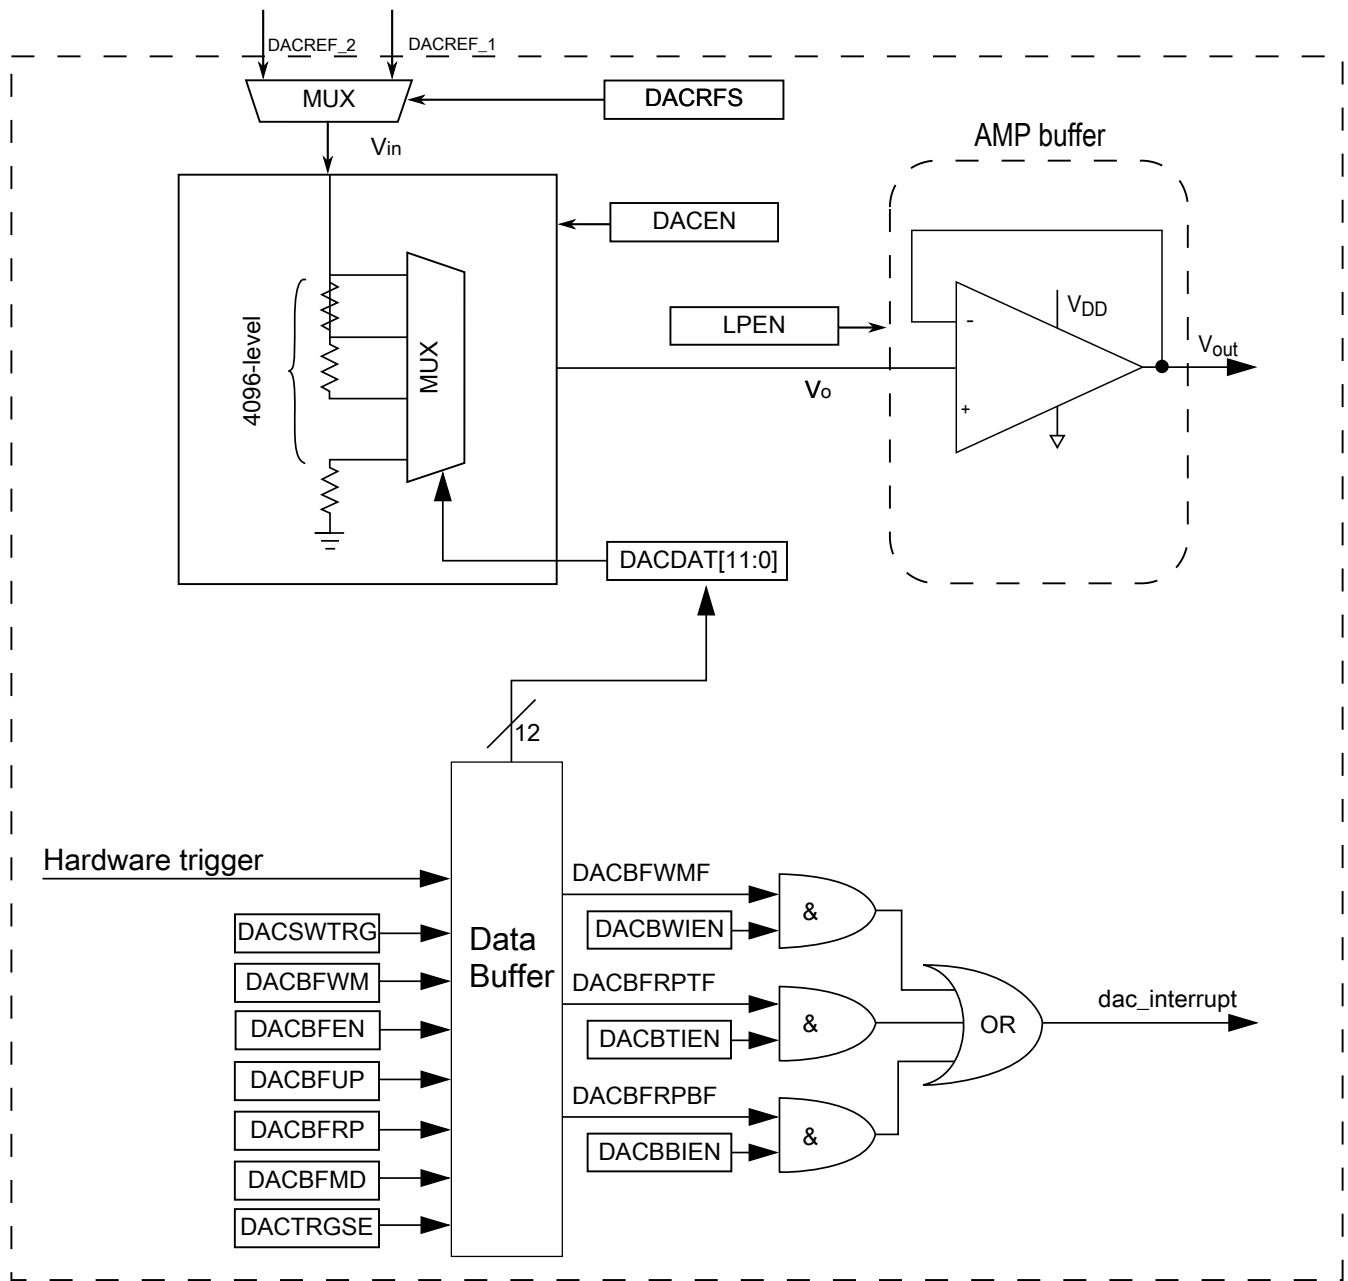 DACREF_2
DACREF_1
MUX
DACRFS
Vin
AMP buffer
DACEN
LPEN
VDD
-
+
Vout
4096-level
MUX
Vo
DACDAT[11:0]
12
Hardware trigger
DACSWTRG
DACBFWM
DACBFEN
DACBFUP
DACBFRP
DACBFMD
DACTRGSE
Data
Buffer
DACBFWMF
DACBWIEN
&
DACBFRPTF
DACBTIEN
&
DACBFRPBF
DACBBIEN
&
OR
dac_interrupt